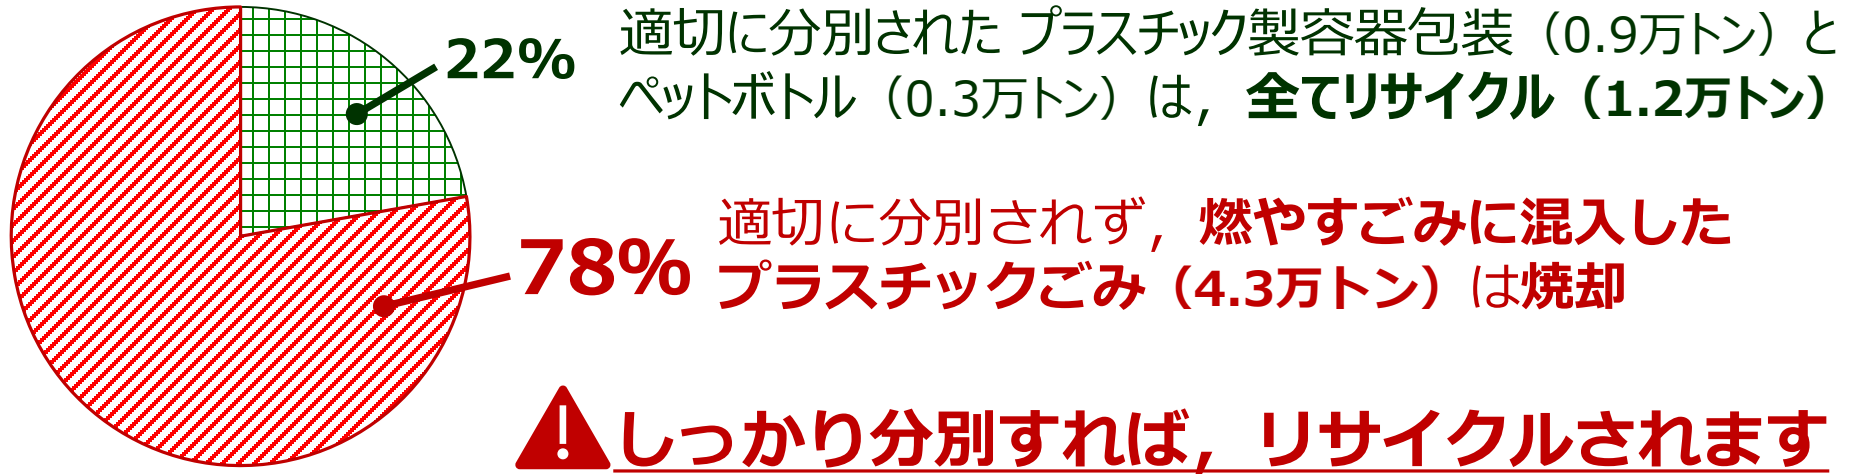 22%
適切に分別された プラスチック製容器包装（0.9万トン）と
ペットボトル（0.3万トン）は，全てリサイクル（1.2万トン）
78%
適切に分別されず，燃やすごみに混入した
プラスチックごみ（4.3万トン）は焼却
しっかり分別すれば，リサイクルされます